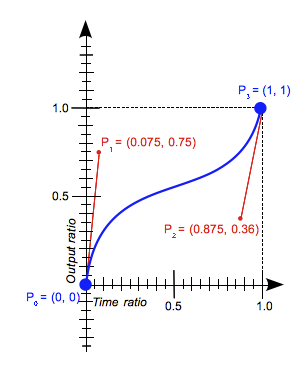 P3 = (1, 1)
1.0
P1 = (0.075, 0.75)
0.5
P2 = (0.875, 0.36)
Output ratio
P0 = (0, 0)
Time ratio
0.5
1.0